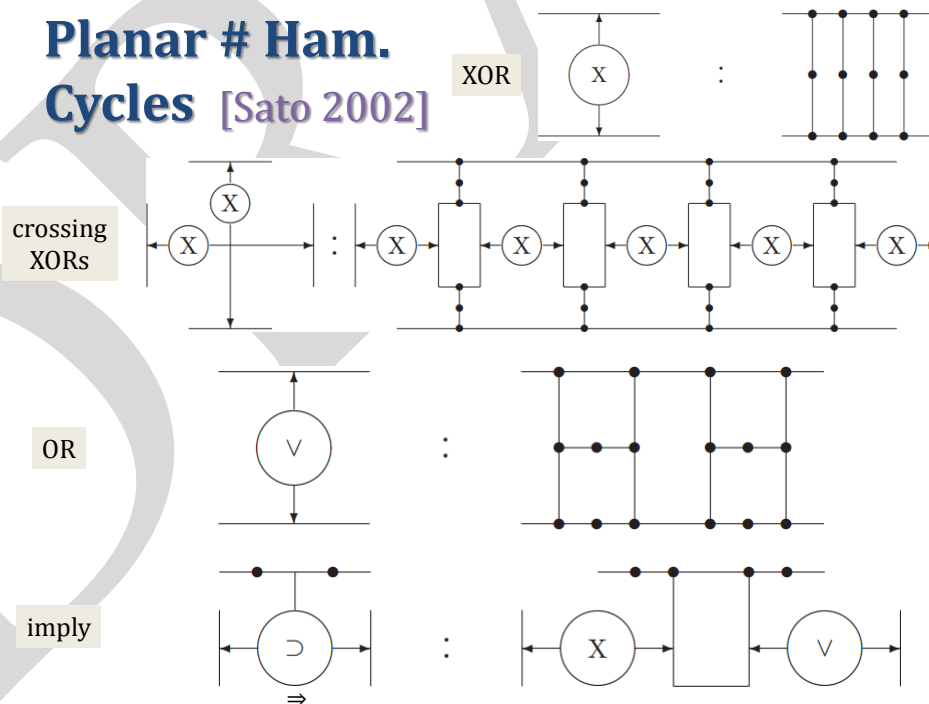 Planar # Ham.
Cycles [Sato 2002]
XOR
X
:
crossing
XORs
X
X
:
X
X
X
X
X
OR
∨
:
imply
⊃
⇒
:
X
∨